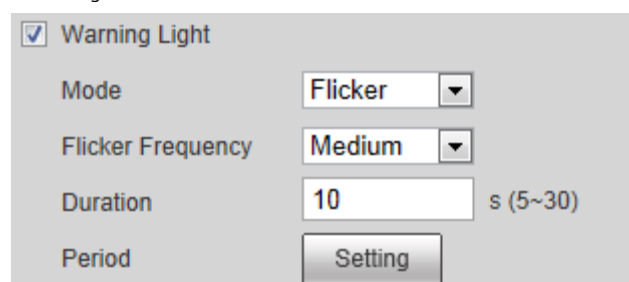 Warning Light
Mode Flicker
Flicker Frequency Medium
Duration 10 s (5~30)
Period Setting